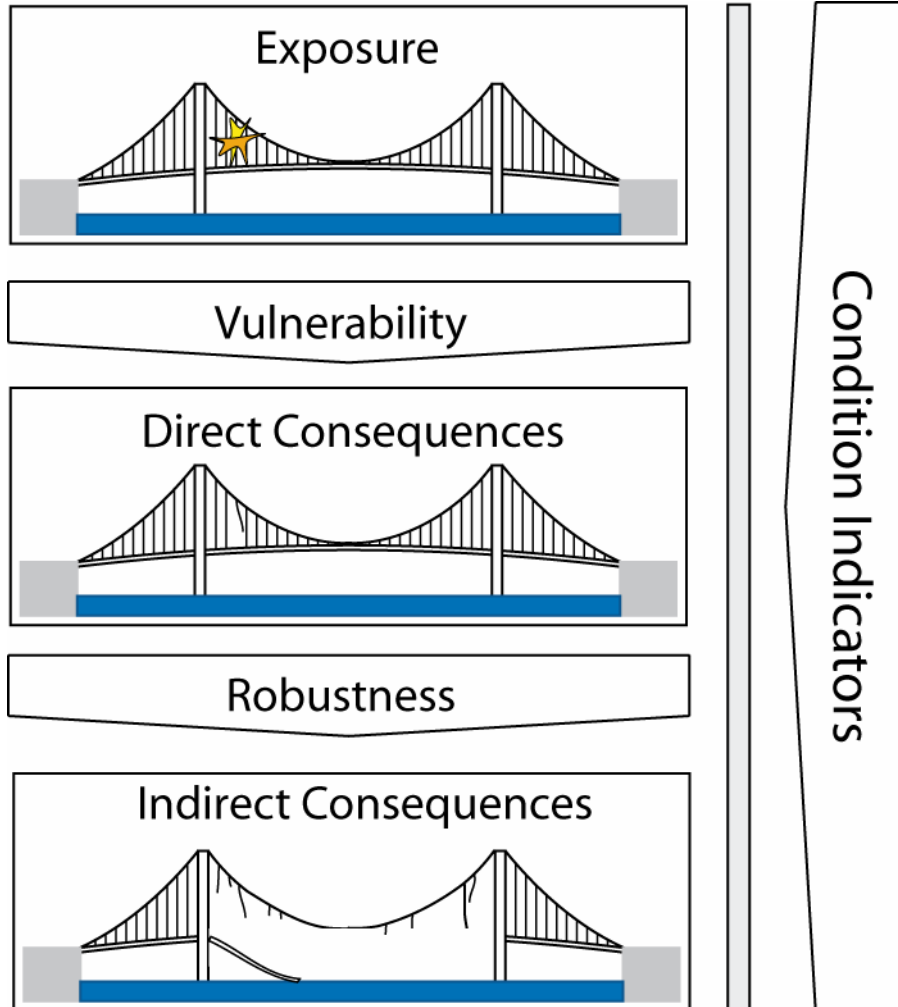 Exposure
Vulnerability
Direct Consequences
Robustness
Indirect Consequences
Condition Indicators